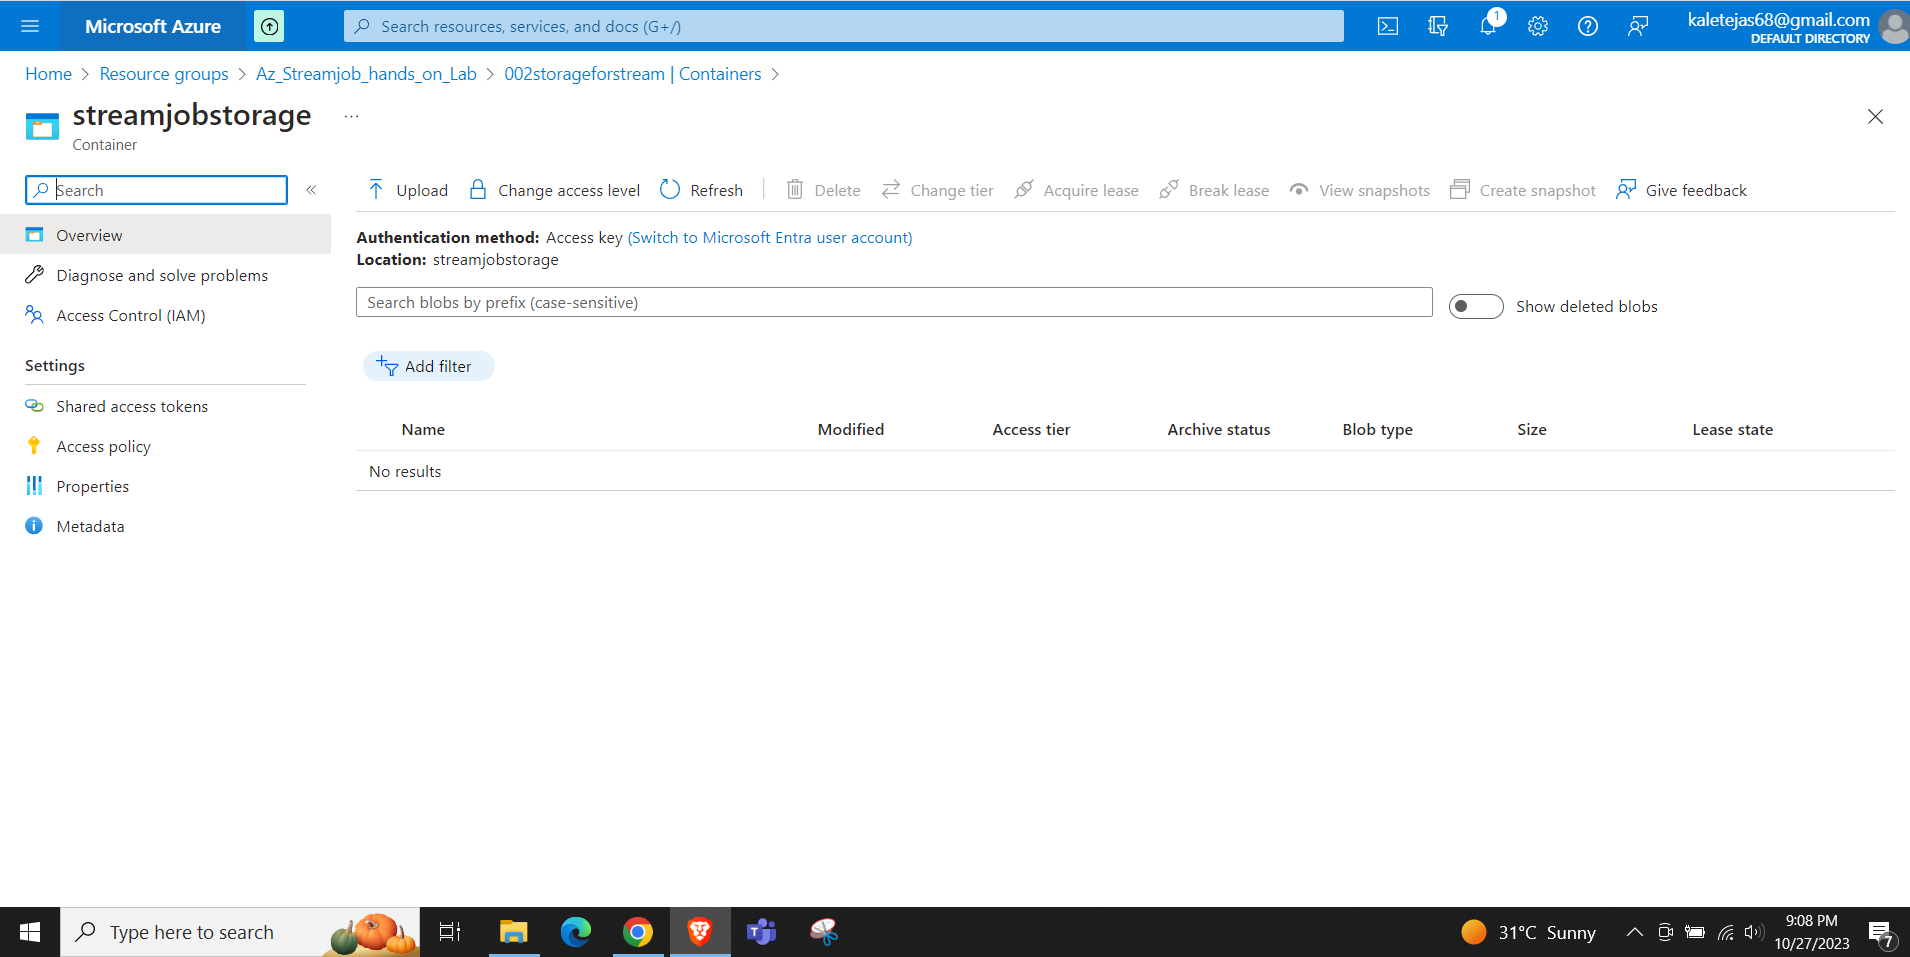 Microsoft Azure
Search resources, services, and docs (G+/)
1
kaletejas68@gmail.com
DEFAULT DIRECTORY
Home > Resource groups > Az_Streamjob_hands_on_Lab > 002storageforstream | Containers >
streamjobstorage ...
Container
Search
«
Upload
Change access level
Refresh
Delete
Change tier
Acquire lease
Break lease
View snapshots
Create snapshot
Give feedback
Overview
Diagnose and solve problems
Access Control (IAM)
Settings
Shared access tokens
Access policy
Properties
Metadata
Authentication method: Access key (Switch to Microsoft Entra user account)
Location: streamjobstorage
Search blobs by prefix (case-sensitive)
Show deleted blobs
Add filter
Name Modified Access tier Archive status Blob type Size Lease state
No results
Type here to search
31°C Sunny
9:08 PM
10/27/2023
7